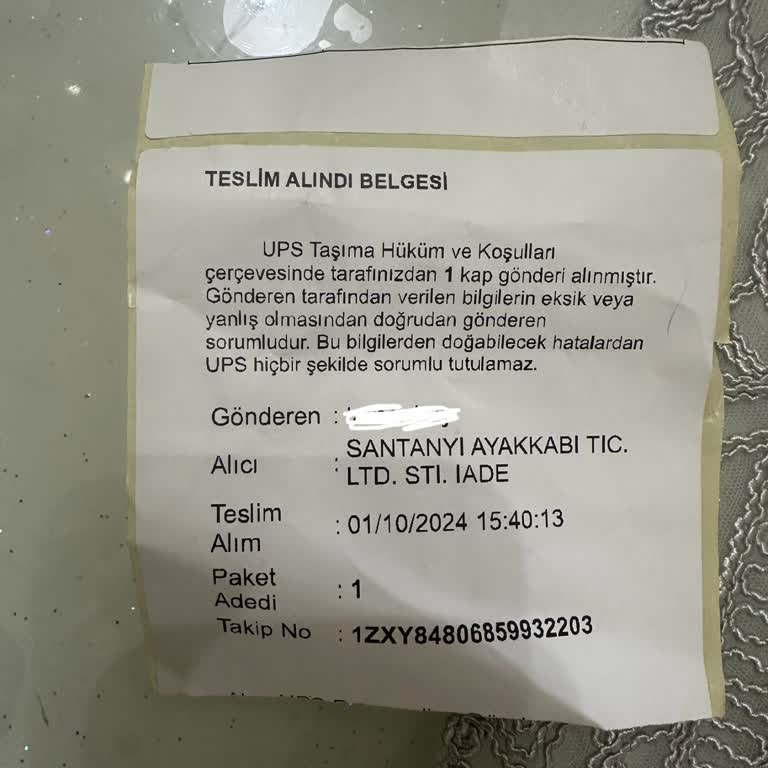 TESLİM ALINDI BELGESİ
UPS Taşıma Hüküm ve Koşulları
çerçevesinde tarafınızdan 1 kap gönderi alınmıştır.
Gönderen tarafından verilen bilgilerin eksik veya
yanlış olmasından doğrudan gönderen
sorumludur. Bu bilgilerden doğabilecek hatalardan
UPS hiçbir şekilde sorumlu tutulamaz.
Gönderen :
Alıcı : SANTANYI AYAKKABI TIC.
LTD. STI. IADE
Teslim
Alım : 01/10/2024 15:40:13
Paket
Adedi : 1
Takip No : 1ZXY84806859932203